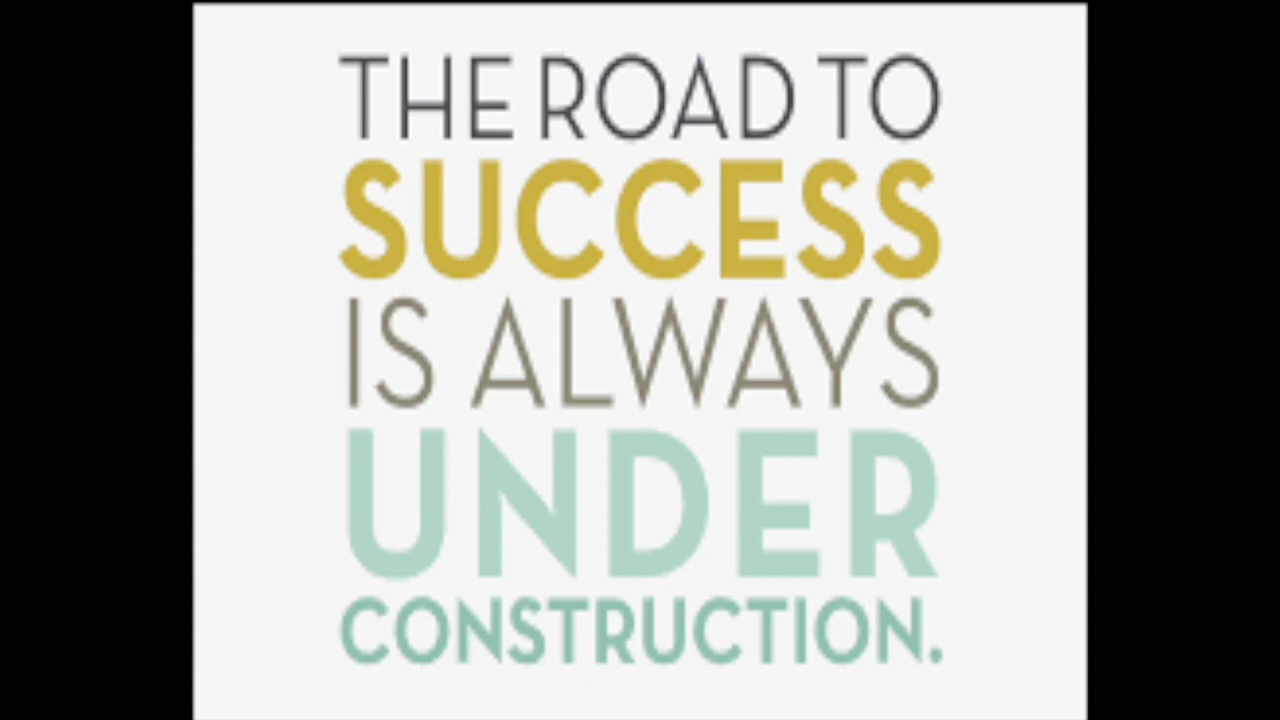 THE ROAD TO
SUCCESS
IS ALWAYS
UNDER
CONSTRUCTION.